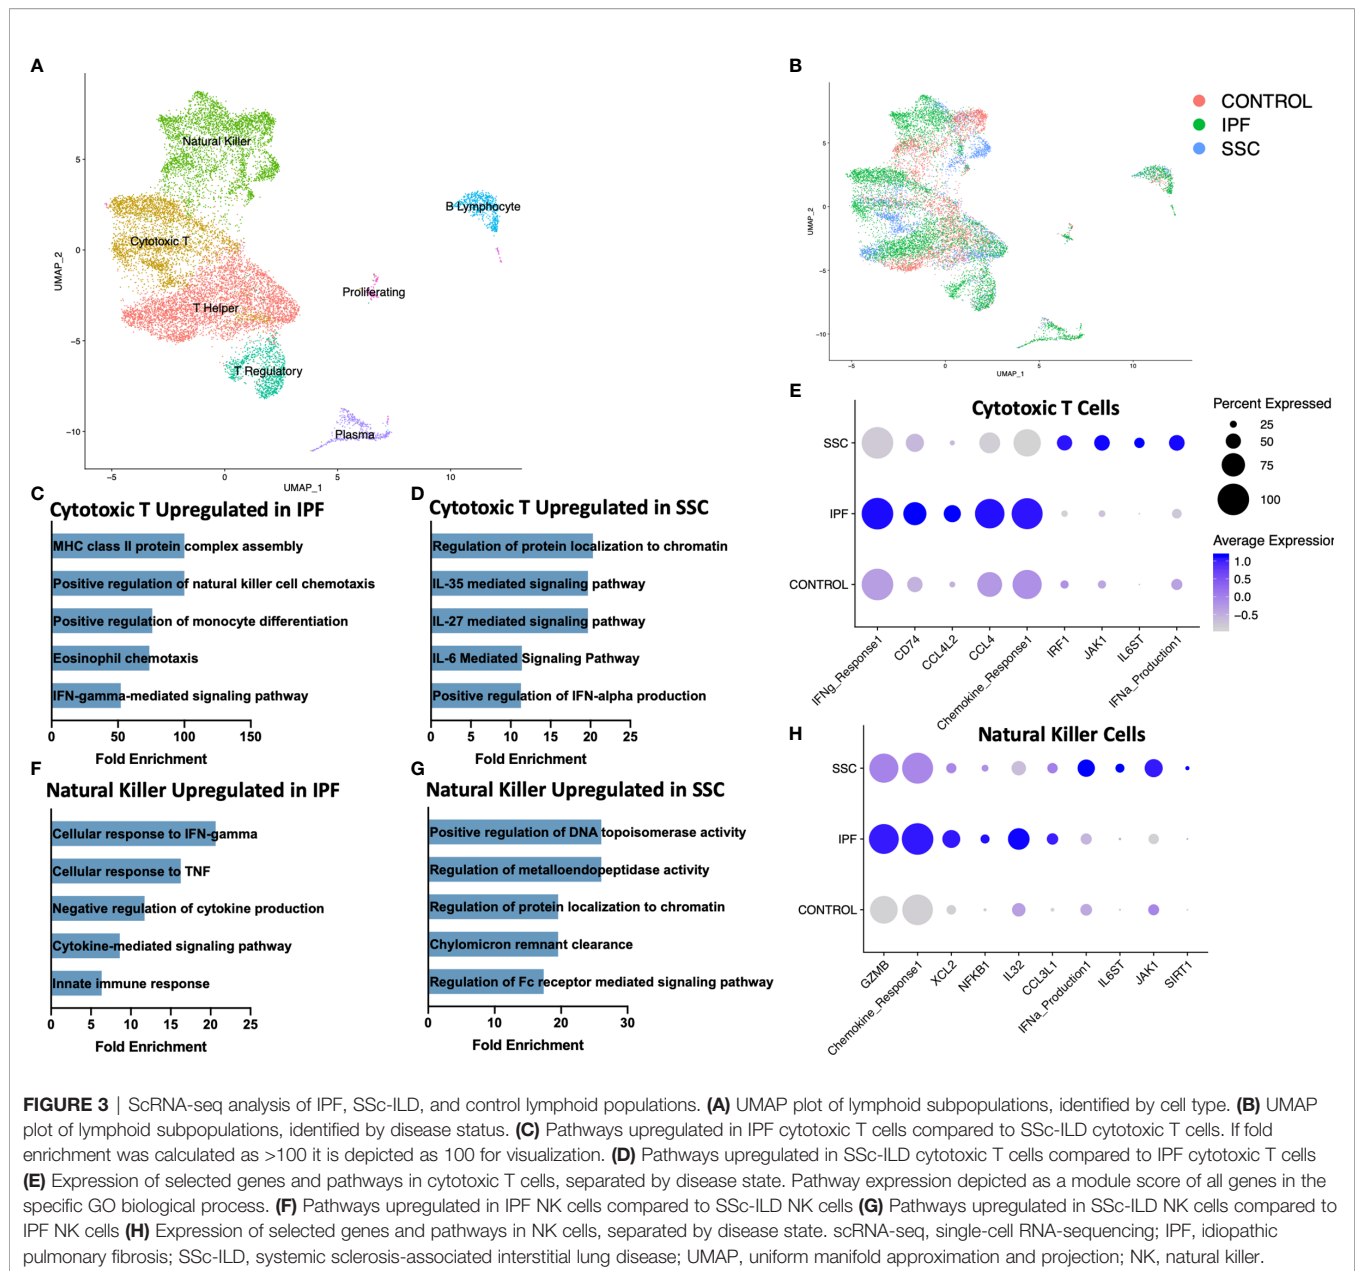 A
Natural Killer
B Lymphocyte
Cytotoxic T
Proliferating
T Helper
T Regulatory
Plasma
5
0
−5
−10
UMAP_2
−5
0
5
10
UMAP_1
B
CONTROL
IPF
SSC
5
0
−5
−10
UMAP_2
−5
0
5
10
UMAP_1
C
Cytotoxic T Upregulated in IPF
MHC class II protein complex assembly
Positive regulation of natural killer cell chemotaxis
Positive regulation of monocyte differentiation
Eosinophil chemotaxis
IFN-gamma-mediated signaling pathway
0 50 100 150
Fold Enrichment
D
Cytotoxic T Upregulated in SSC
Regulation of protein localization to chromatin
IL-35 mediated signaling pathway
IL-27 mediated signaling pathway
IL-6 Mediated Signaling Pathway
Positive regulation of IFN-alpha production
0 5 10 15 20 25
Fold Enrichment
E
Cytotoxic T Cells
SSC
IPF
CONTROL
IFNg_Response1
CD74
CCL4L2
CCL4
Chemokine_Response1
IRF1
JAK1
IL6ST
IFNa_Production1
Percent Expressed
25
50
75
100
Average Expression
1.0
0.5
0.0
−0.5
F
Natural Killer Upregulated in IPF
Cellular response to IFN-gamma
Cellular response to TNF
Negative regulation of cytokine production
Cytokine-mediated signaling pathway
Innate immune response
0 5 10 15 20 25
Fold Enrichment
G
Natural Killer Upregulated in SSC
Positive regulation of DNA topoisomerase activity
Regulation of metalloendopeptidase activity
Regulation of protein localization to chromatin
Chylomicron remnant clearance
Regulation of Fc receptor mediated signaling pathway
0 10 20 30
Fold Enrichment
H
Natural Killer Cells
SSC
IPF
CONTROL
GZMB
Chemokine_Response1
XCL2
NFKB1
IL32
CCL3L1
IFNa_Production1
IL6ST
JAK1
SIRT1
FIGURE 3 | ScRNA-seq analysis of IPF, SSc-ILD, and control lymphoid populations. (A) UMAP plot of lymphoid subpopulations, identified by cell type. (B) UMAP
plot of lymphoid subpopulations, identified by disease status. (C) Pathways upregulated in IPF cytotoxic T cells compared to SSc-ILD cytotoxic T cells. If fold
enrichment was calculated as >100 it is depicted as 100 for visualization. (D) Pathways upregulated in SSc-ILD cytotoxic T cells compared to IPF cytotoxic T cells
(E) Expression of selected genes and pathways in cytotoxic T cells, separated by disease state. Pathway expression depicted as a module score of all genes in the
specific GO biological process. (F) Pathways upregulated in IPF NK cells compared to SSc-ILD NK cells (G) Pathways upregulated in SSc-ILD NK cells compared to
IPF NK cells (H) Expression of selected genes and pathways in NK cells, separated by disease state. scRNA-seq, single-cell RNA-sequencing; IPF, idiopathic
pulmonary fibrosis; SSc-ILD, systemic sclerosis-associated interstitial lung disease; UMAP, uniform manifold approximation and projection; NK, natural killer.